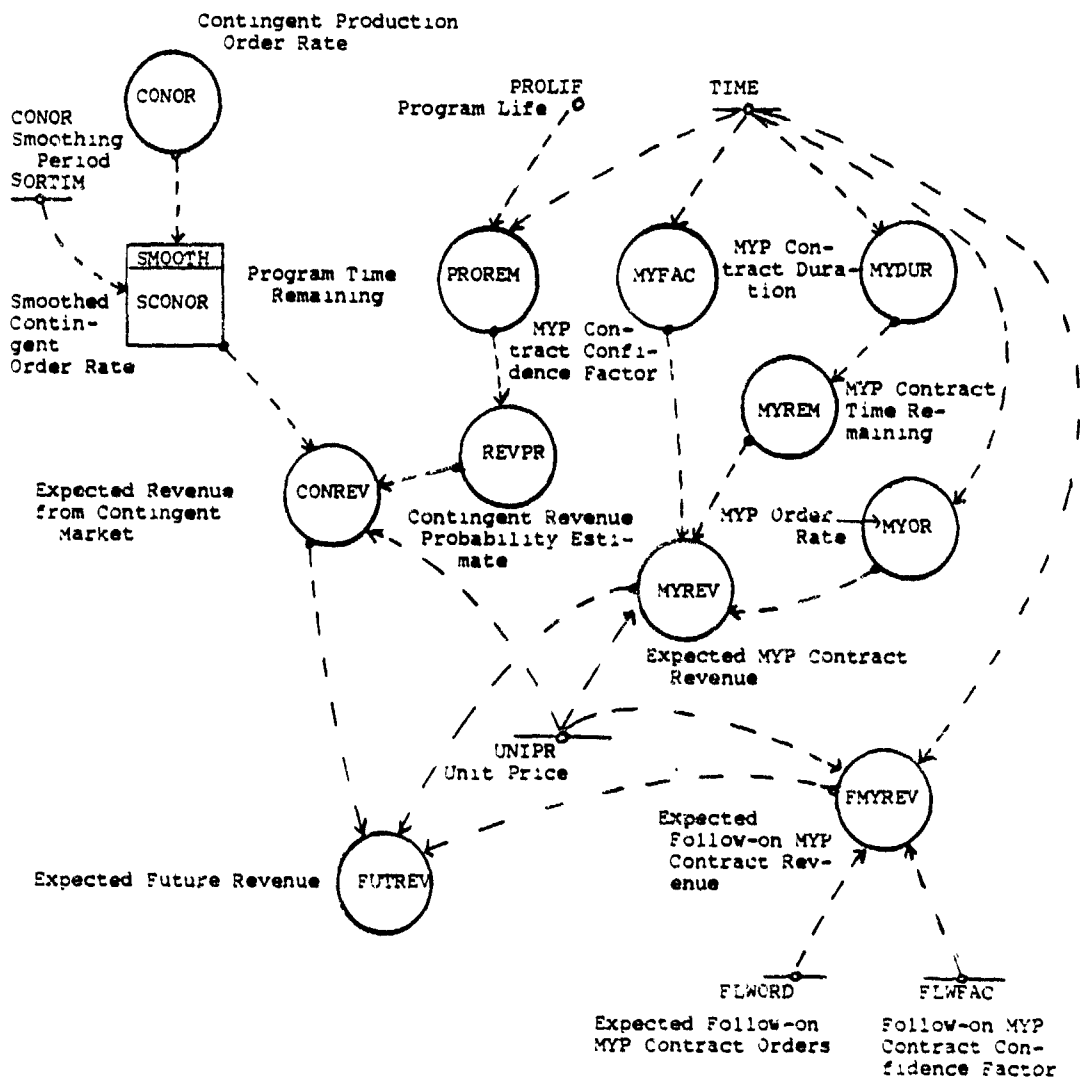 Contingent Production
Order Rate
CONOR
PROLIF
Program Life
TIME
CONOR
Smoothing
Period
SORTIM
SMOOTH
SCONOR
Smoothed
Contin-
gent
Order Rate
Program Time
Remaining
PROREM
MYFAC
MYP Con-
tract Dura-
tion
MYDUR
MYP Con-
tract Confi-
dence Factor
MYREM
MYP Contract
Time Re-
maining
REVPR
CONREV
Expected Revenue
from Contingent
Market
Contingent Revenue
Probability Esti-
mate
MYP Order
Rate
MYOR
MYREV
Expected MYP Contract
Revenue
UNIPR
Unit Price
FMYREV
Expected
Follow-on MYP
Contract Rev-
enue
Expected Future Revenue
FUTREV
FLWORD
Expected Follow-on
MYP Contract Orders
FLWFAC
Follow-on MYP
Contract Con-
fidence Factor